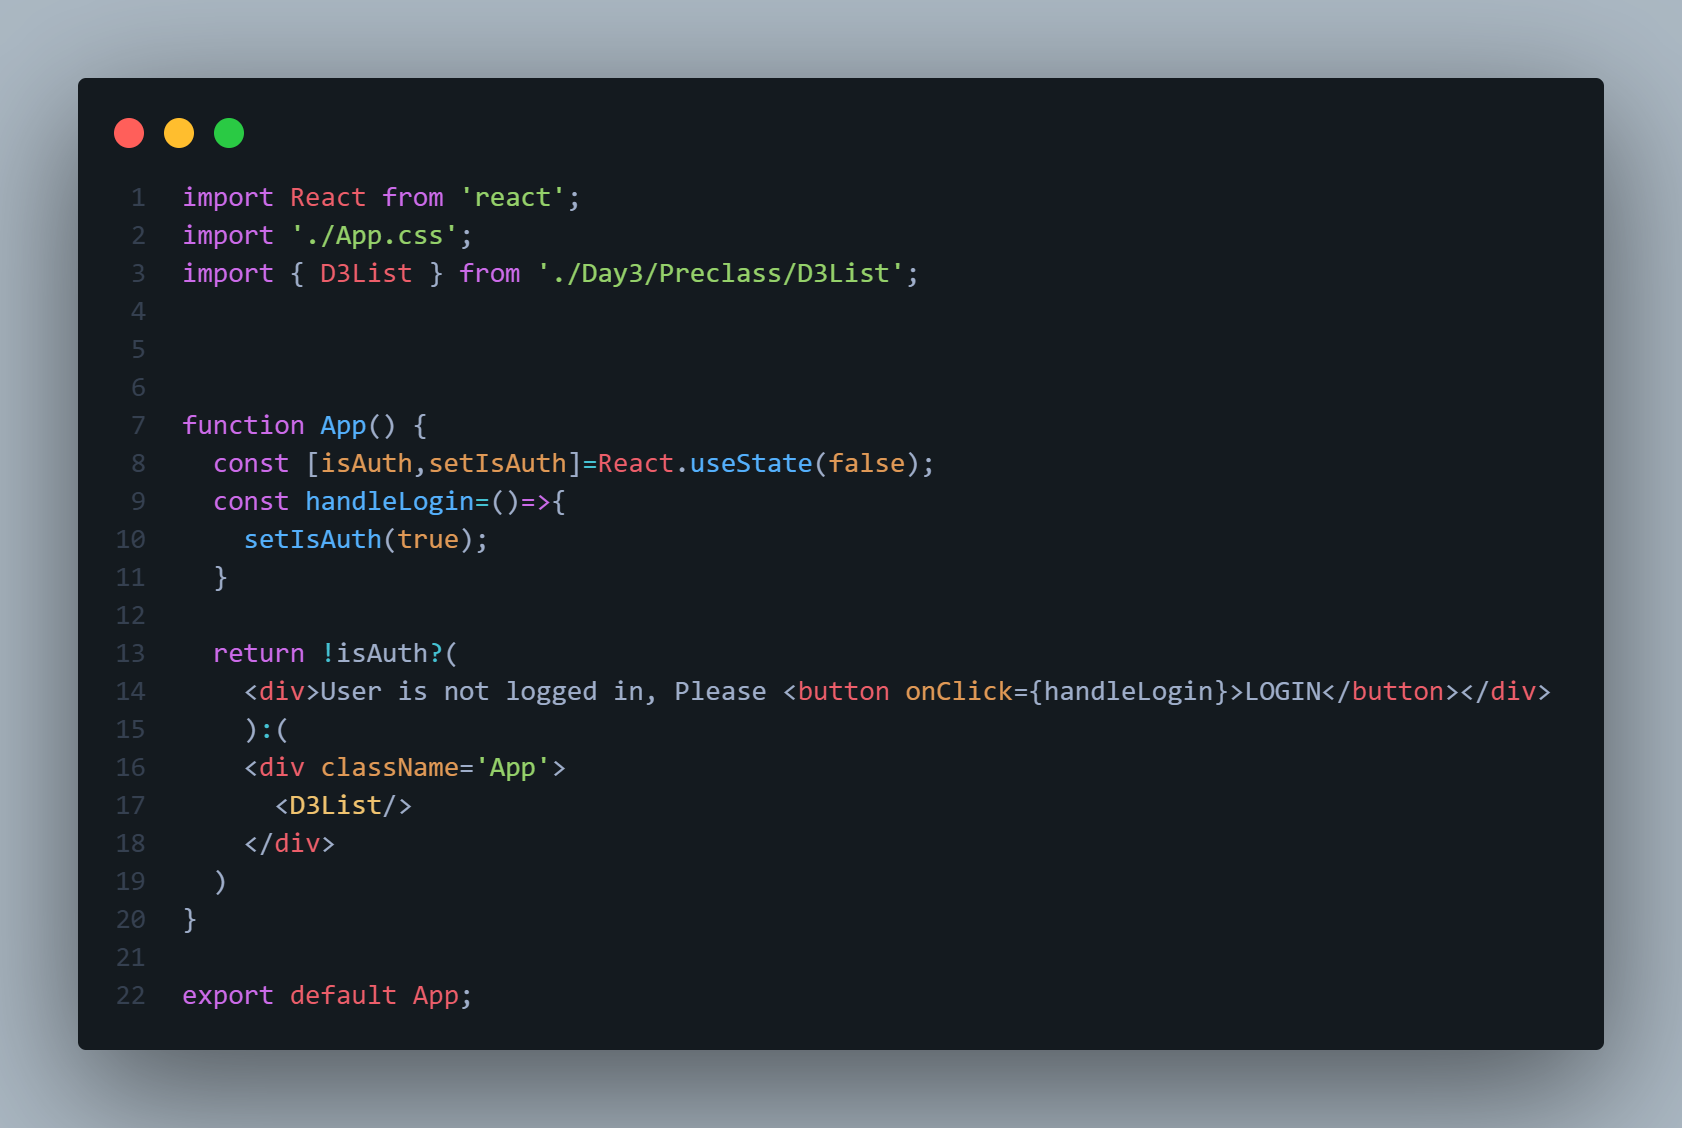 1 import React from 'react';
2 import './App.css';
3 import { D3List } from './Day3/Preclass/D3List';
4
5
6
7 function App() {
8   const [isAuth,setIsAuth]=React.useState(false);
9   const handleLogin=()=>{
10     setIsAuth(true);
11   }
12
13   return !isAuth?(
14     <div>User is not logged in, Please <button onClick={handleLogin}>LOGIN</button></div>
15     ):(
16     <div className='App'>
17       <D3List/>
18     </div>
19   )
20 }
21
22 export default App;